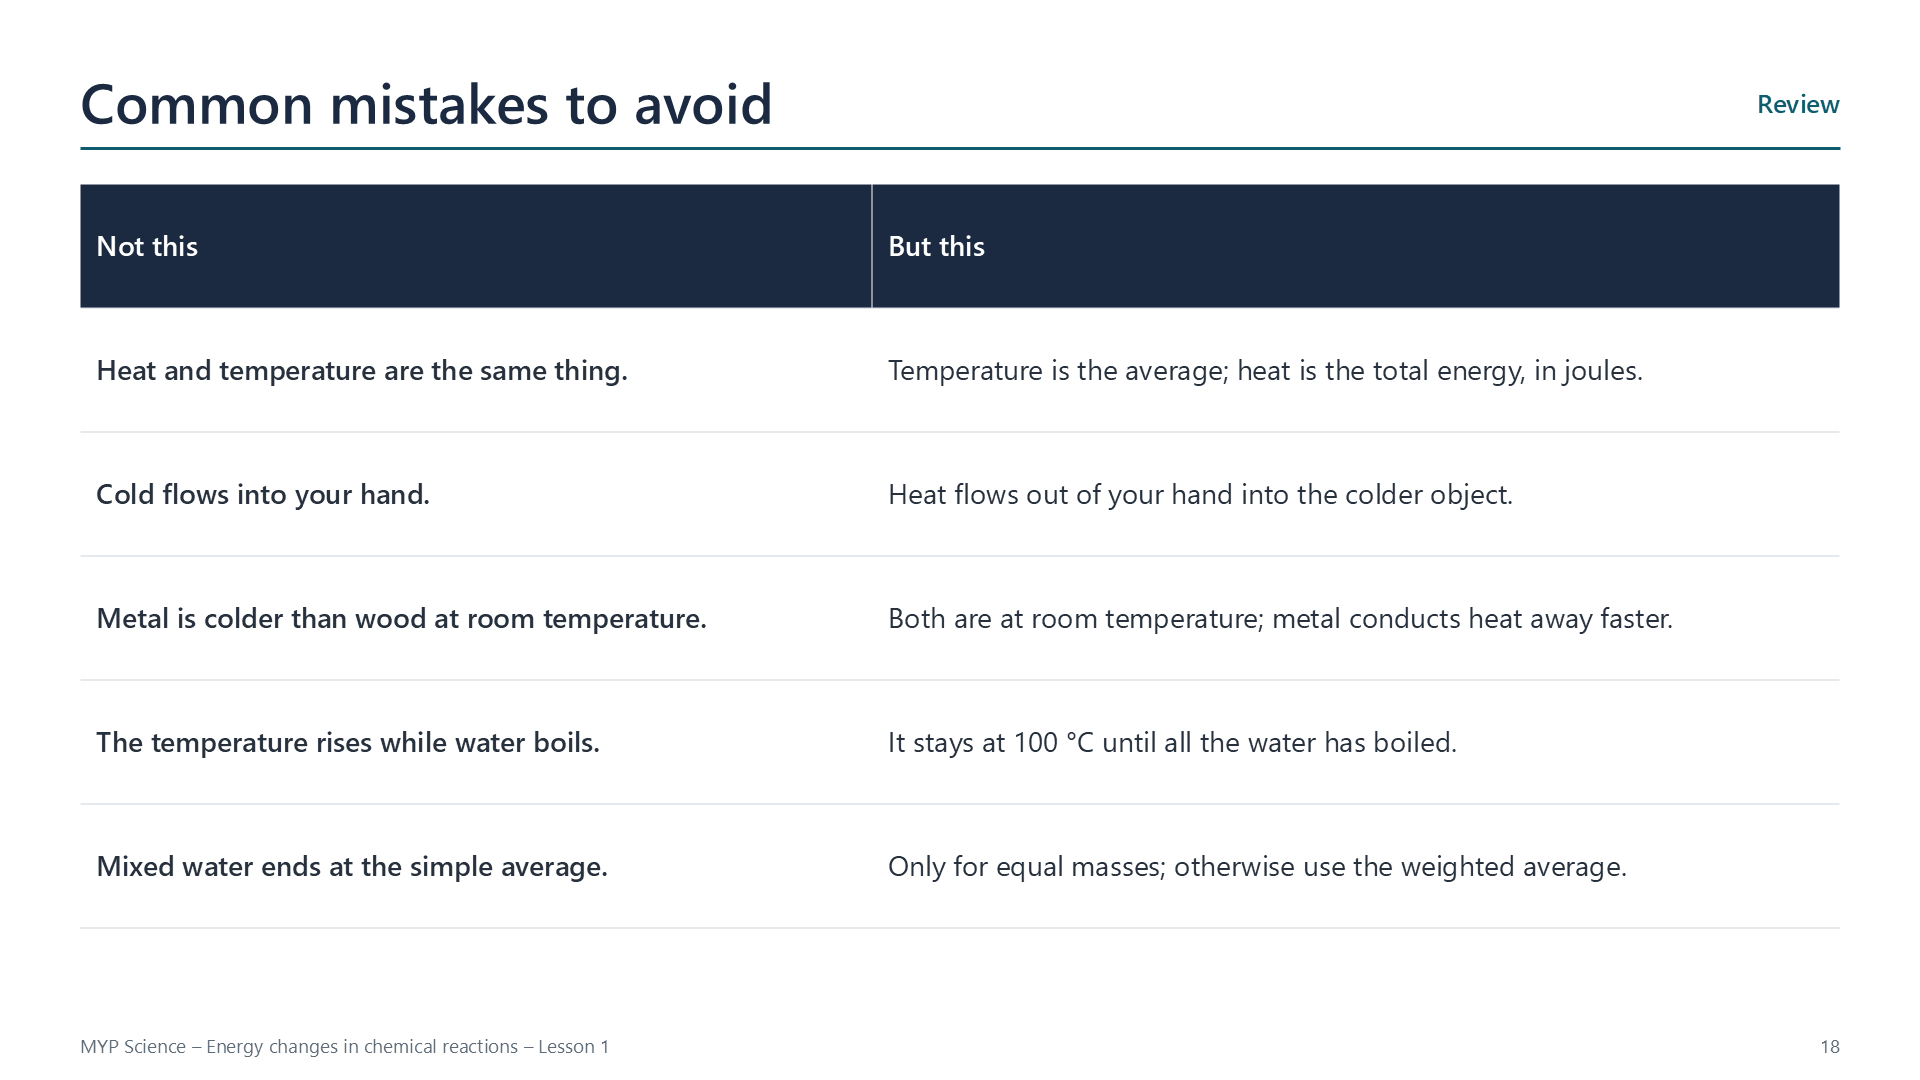 Common mistakes to avoid
Review
Not this
But this
Heat and temperature are the same thing.
Temperature is the average; heat is the total energy, in joules.
Cold flows into your hand.
Heat flows out of your hand into the colder object.
Metal is colder than wood at room temperature.
Both are at room temperature; metal conducts heat away faster.
The temperature rises while water boils.
It stays at 100 °C until all the water has boiled.
Mixed water ends at the simple average.
Only for equal masses; otherwise use the weighted average.
MYP Science – Energy changes in chemical reactions – Lesson 1
18